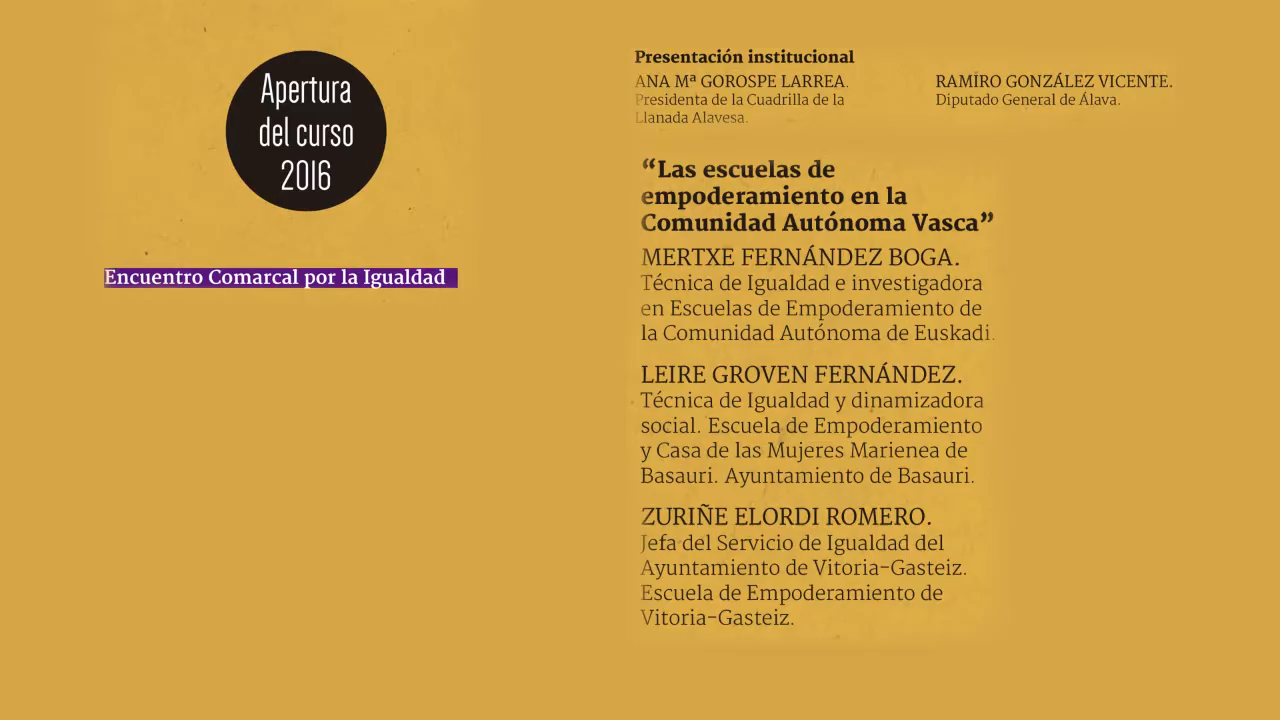 Apertura
del curso
2016
Encuentro Comarcal por la Igualdad
Presentación institucional
ANA Mª GOROSPE LARREA.
Presidenta de la Cuadrilla de la
Llanada Alavesa.
RAMIRO GONZÁLEZ VICENTE.
Diputado General de Álava.
“Las escuelas de
empoderamiento en la
Comunidad Autónoma Vasca”
MERTXE FERNÁNDEZ BOGA.
Técnica de Igualdad e investigadora
en Escuelas de Empoderamiento de
la Comunidad Autónoma de Euskadi.
LEIRE GROVEN FERNÁNDEZ.
Técnica de Igualdad y dinamizadora
social. Escuela de Empoderamiento
y Casa de las Mujeres Marienea de
Basauri. Ayuntamiento de Basauri.
ZURIÑE ELORDI ROMERO.
Jefa del Servicio de Igualdad del
Ayuntamiento de Vitoria-Gasteiz.
Escuela de Empoderamiento de
Vitoria-Gasteiz.